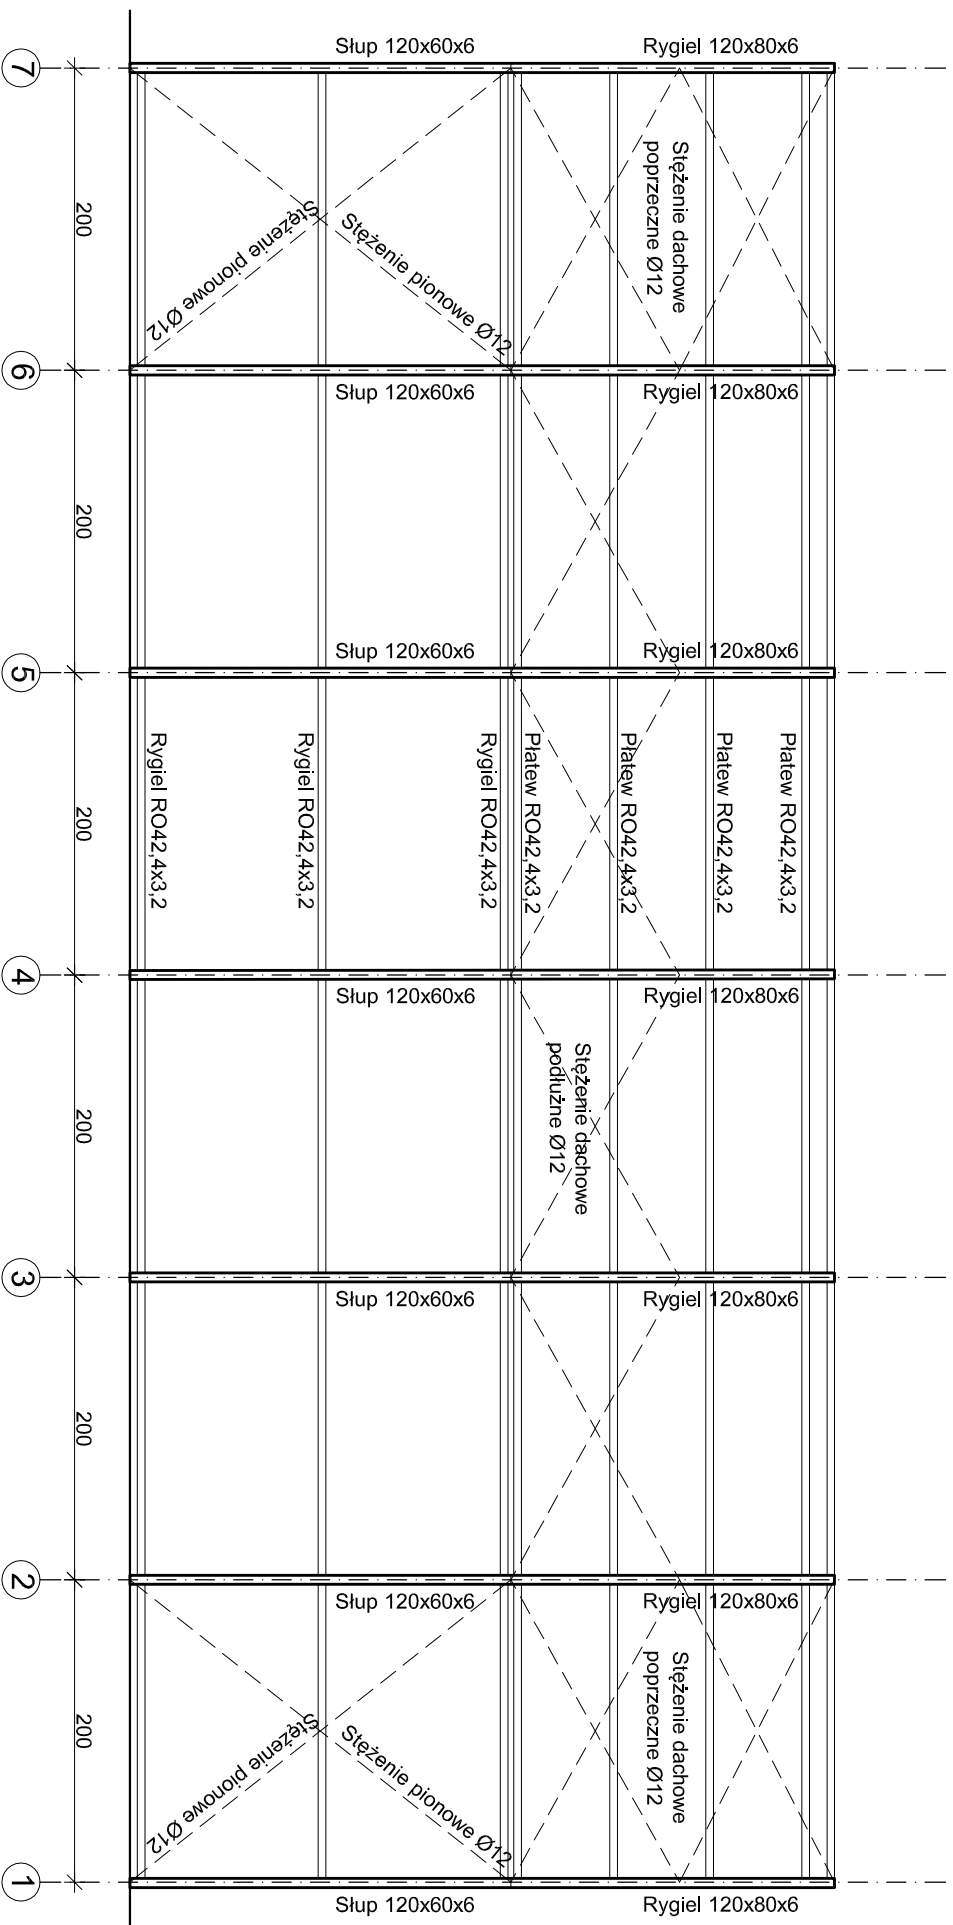 Słup 120x60x6
Rygiel 120x80x6
7
200
Stężenie pionowe Ø12
Stężenie pionowe Ø12
Stężenie dachowe
poprzeczne Ø12
6
Słup 120x60x6
Rygiel 120x80x6
200
5
Słup 120x60x6
Rygiel 120x80x6
200
Rygiel RO42,4x3,2
Rygiel RO42,4x3,2
Rygiel RO42,4x3,2
Płatew RO42,4x3,2
Płatew RO42,4x3,2
Płatew RO42,4x3,2
Płatew RO42,4x3,2
4
Słup 120x60x6
Rygiel 120x80x6
200
Stężenie dachowe
podłużne Ø12
3
Słup 120x60x6
Rygiel 120x80x6
200
2
Słup 120x60x6
Rygiel 120x80x6
200
Stężenie pionowe Ø12
Stężenie pionowe Ø12
Stężenie dachowe
poprzeczne Ø12
1
Słup 120x60x6
Rygiel 120x80x6